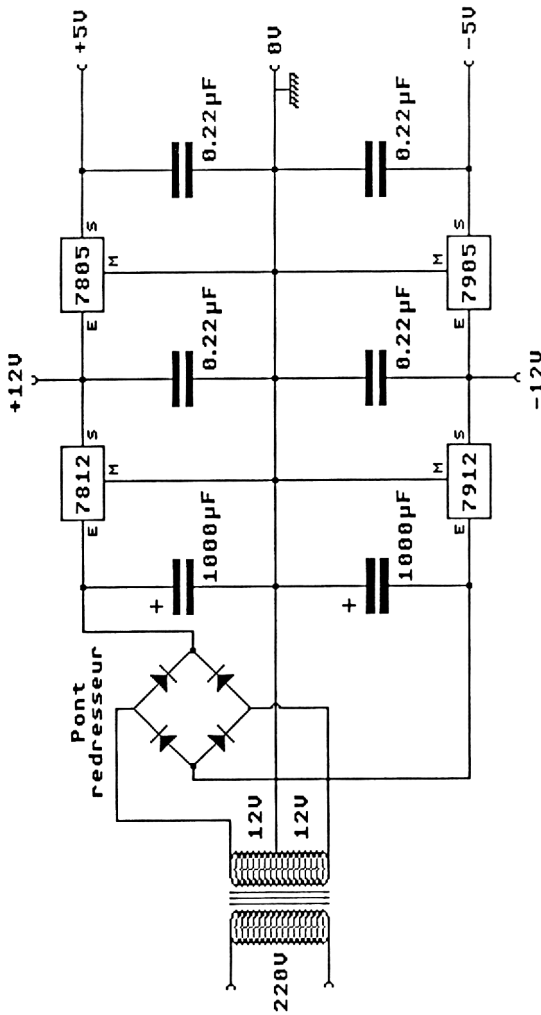 +12V
-12V
7812
7805
+5V
E
S
E
S
M
M
+
1000µF
0.22µF
0.22µF
Pont
redresseur
220V
12V
12V
0V
+
1000µF
0.22µF
0.22µF
M
M
E
S
E
S
7912
7905
-5V